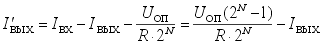 I'ВЫХ = IВХ − IВЫХ − UОП / (R · 2^N) = UОП(2^N − 1) / (R · 2^N) − IВЫХ